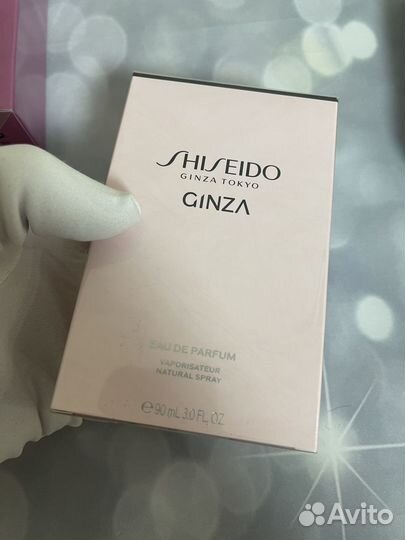 SHISEIDO
GINZA TOKYO
GINZA
EAU DE PARFUM
VAPORISATEUR
NATURAL SPRAY
℮ 90 mL 3.0 FL. OZ
Avito